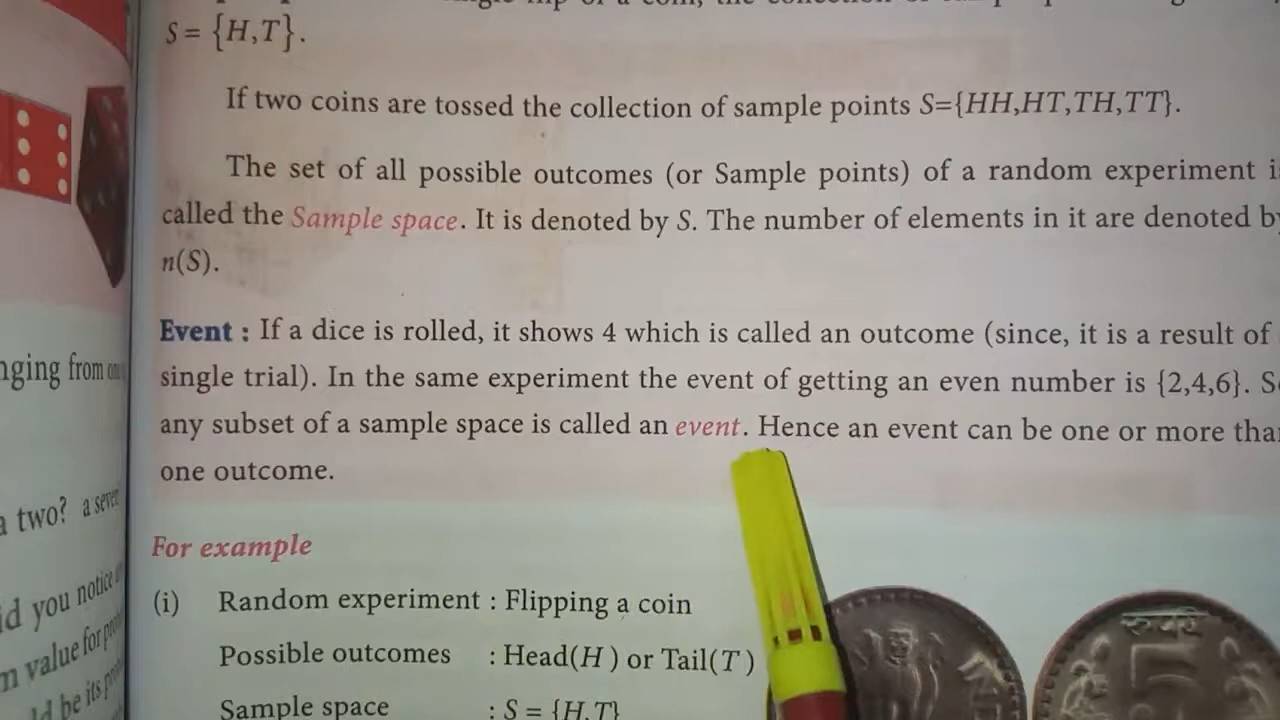 S = {H,T}.
If two coins are tossed the collection of sample points S={HH,HT,TH,TT}.
The set of all possible outcomes (or Sample points) of a random experiment
called the Sample space. It is denoted by S. The number of elements in it are denoted
n(S).
Event : If a dice is rolled, it shows 4 which is called an outcome (since, it is a result of
single trial). In the same experiment the event of getting an even number is {2,4,6}.
any subset of a sample space is called an event. Hence an event can be one or more
one outcome.
For example
(i) Random experiment : Flipping a coin
Possible outcomes : Head(H) or Tail(T)
Sample space : S = {H,T}
from
two? a
you notice
value for
be its